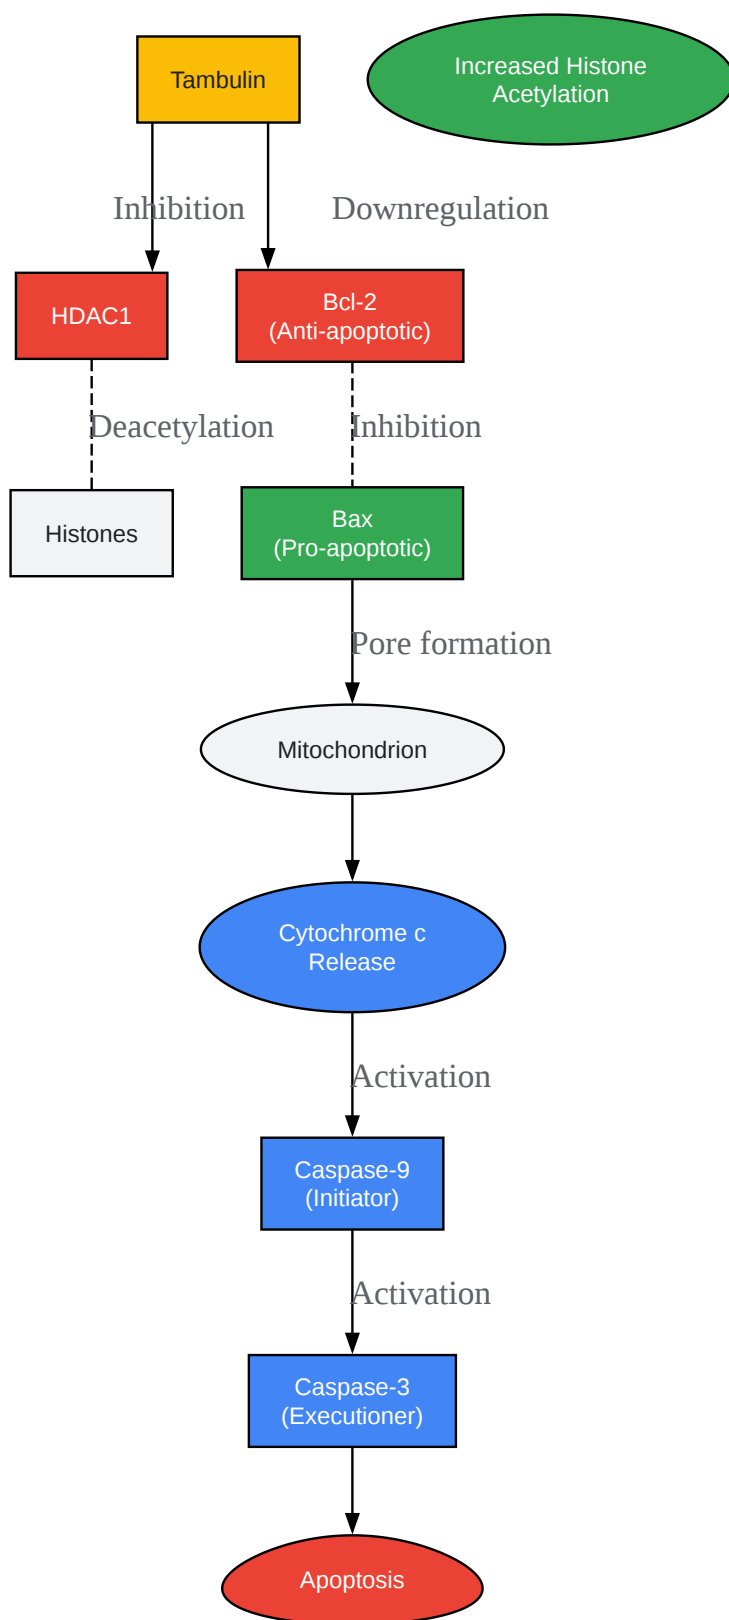 Tambulin
Increased Histone
Acetylation
Inhibition
Downregulation
HDAC1
Bcl-2
(Anti-apoptotic)
Deacetylation
Inhibition
Histones
Bax
(Pro-apoptotic)
Pore formation
Mitochondrion
Cytochrome c
Release
Activation
Caspase-9
(Initiator)
Activation
Caspase-3
(Executioner)
Apoptosis